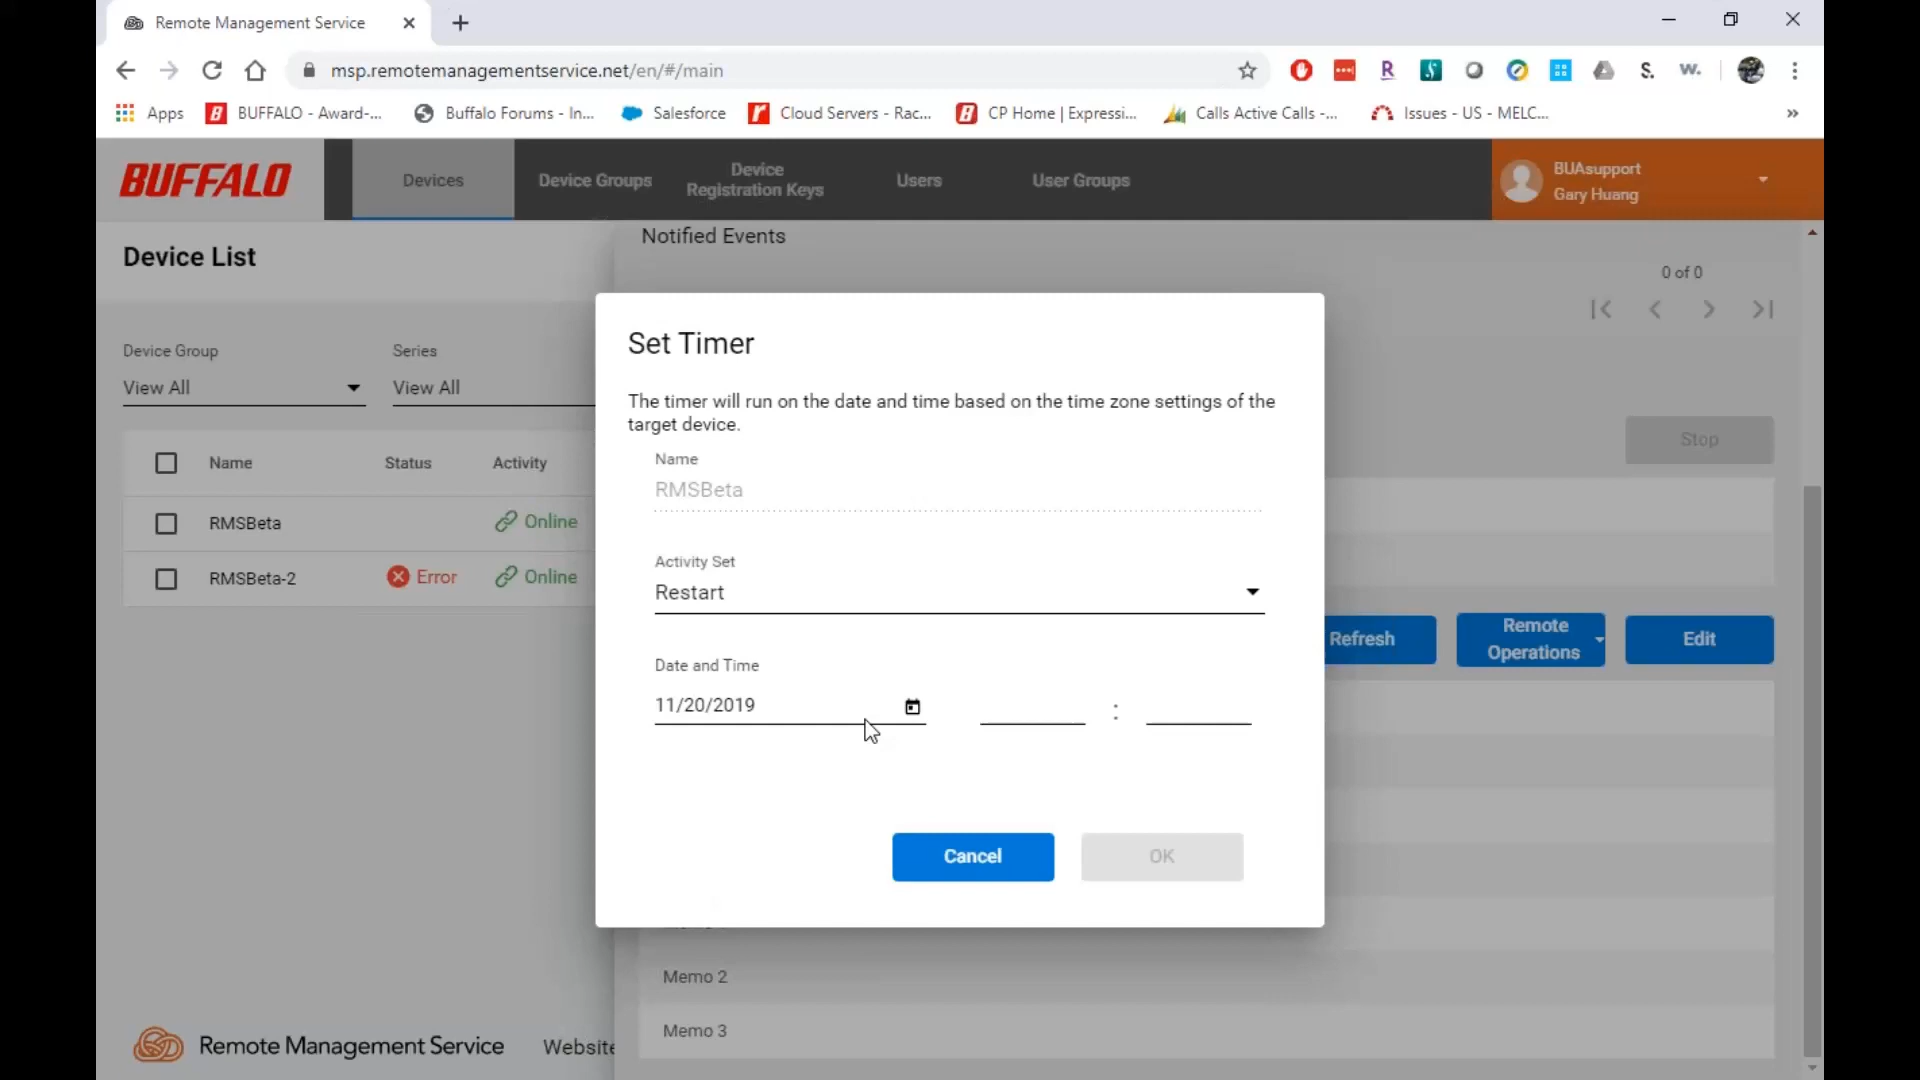 Remote Management Service
msp.remotemanagementservice.net/en/#/main
Apps
BUFFALO - Award-...
Buffalo Forums - In...
Salesforce
Cloud Servers - Rac...
CP Home | Expressi...
Calls Active Calls -...
Issues - US - MELC...
BUFFALO
Devices
Device Groups
Device
Registration Keys
Users
User Groups
BUAsupport
Gary Huang
Device List
Notified Events
0 of 0
Device Group
View All
Series
View All
Stop
Name Status Activity
RMSBeta Online
RMSBeta-2 Error Online
Set Timer
The timer will run on the date and time based on the time zone settings of the
target device.
Name
RMSBeta
Activity Set
Restart
Date and Time
11/20/2019 :
Cancel
OK
Refresh
Remote
Operations
Edit
Memo 2
Memo 3
Remote Management Service
Website